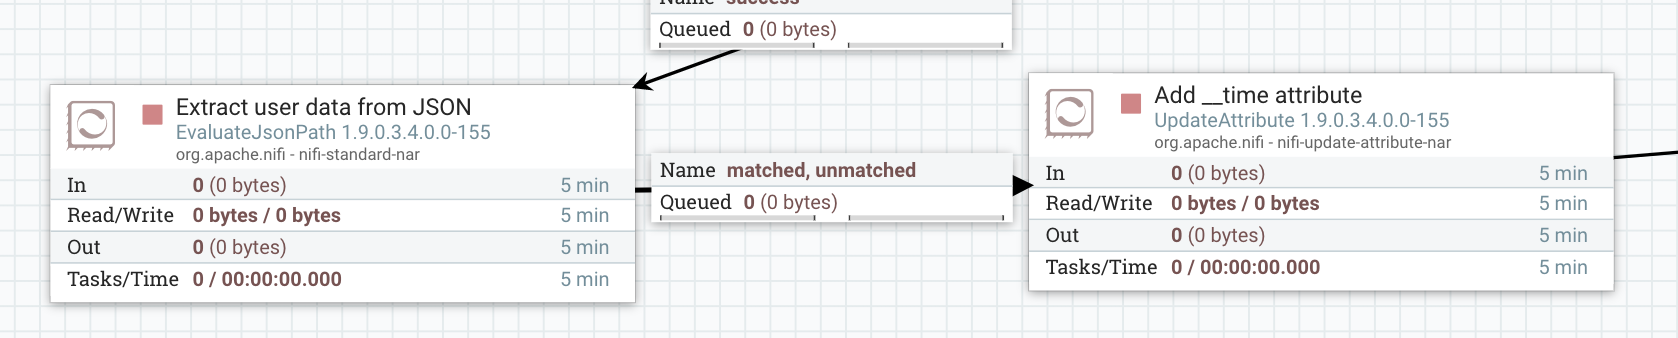 Name success
Queued 0 (0 bytes)
Extract user data from JSON
EvaluateJsonPath 1.9.0.3.4.0.0-155
org.apache.nifi - nifi-standard-nar
In 0 (0 bytes) 5 min
Read/Write 0 bytes / 0 bytes 5 min
Out 0 (0 bytes) 5 min
Tasks/Time 0 / 00:00:00.000 5 min
Name matched, unmatched
Queued 0 (0 bytes)
Add __time attribute
UpdateAttribute 1.9.0.3.4.0.0-155
org.apache.nifi - nifi-update-attribute-nar
In 0 (0 bytes) 5 min
Read/Write 0 bytes / 0 bytes 5 min
Out 0 (0 bytes) 5 min
Tasks/Time 0 / 00:00:00.000 5 min